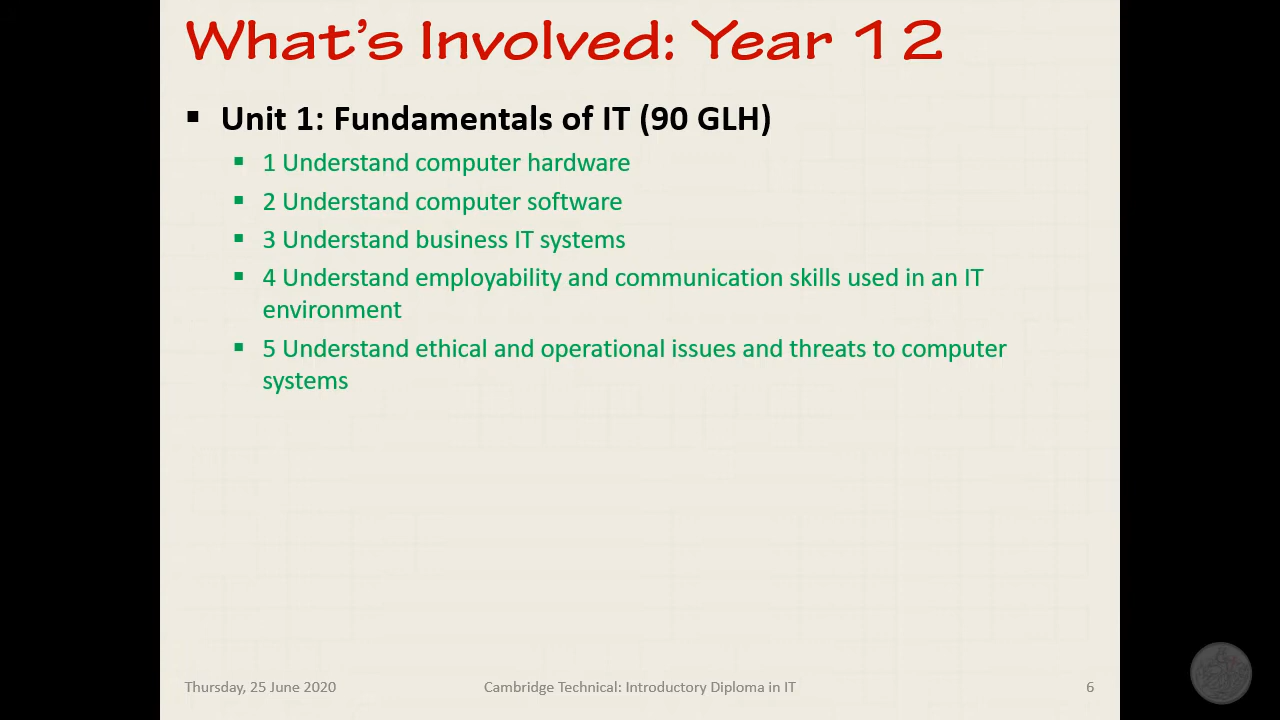 What's Involved: Year 12
▪ Unit 1: Fundamentals of IT (90 GLH)
▪ 1 Understand computer hardware
▪ 2 Understand computer software
▪ 3 Understand business IT systems
▪ 4 Understand employability and communication skills used in an IT
environment
▪ 5 Understand ethical and operational issues and threats to computer
systems
Thursday, 25 June 2020 Cambridge Technical: Introductory Diploma in IT 6